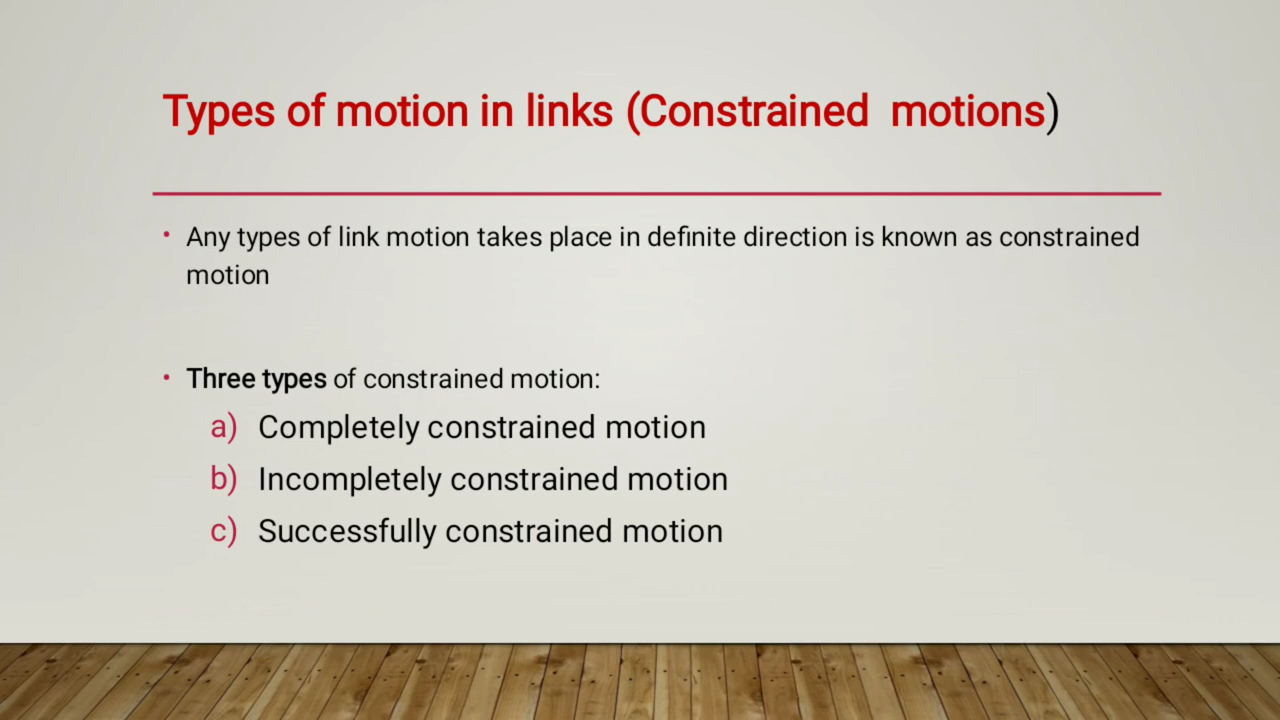 Types of motion in links (Constrained motions)
• Any types of link motion takes place in definite direction is known as constrained
motion
• Three types of constrained motion:
a) Completely constrained motion
b) Incompletely constrained motion
c) Successfully constrained motion